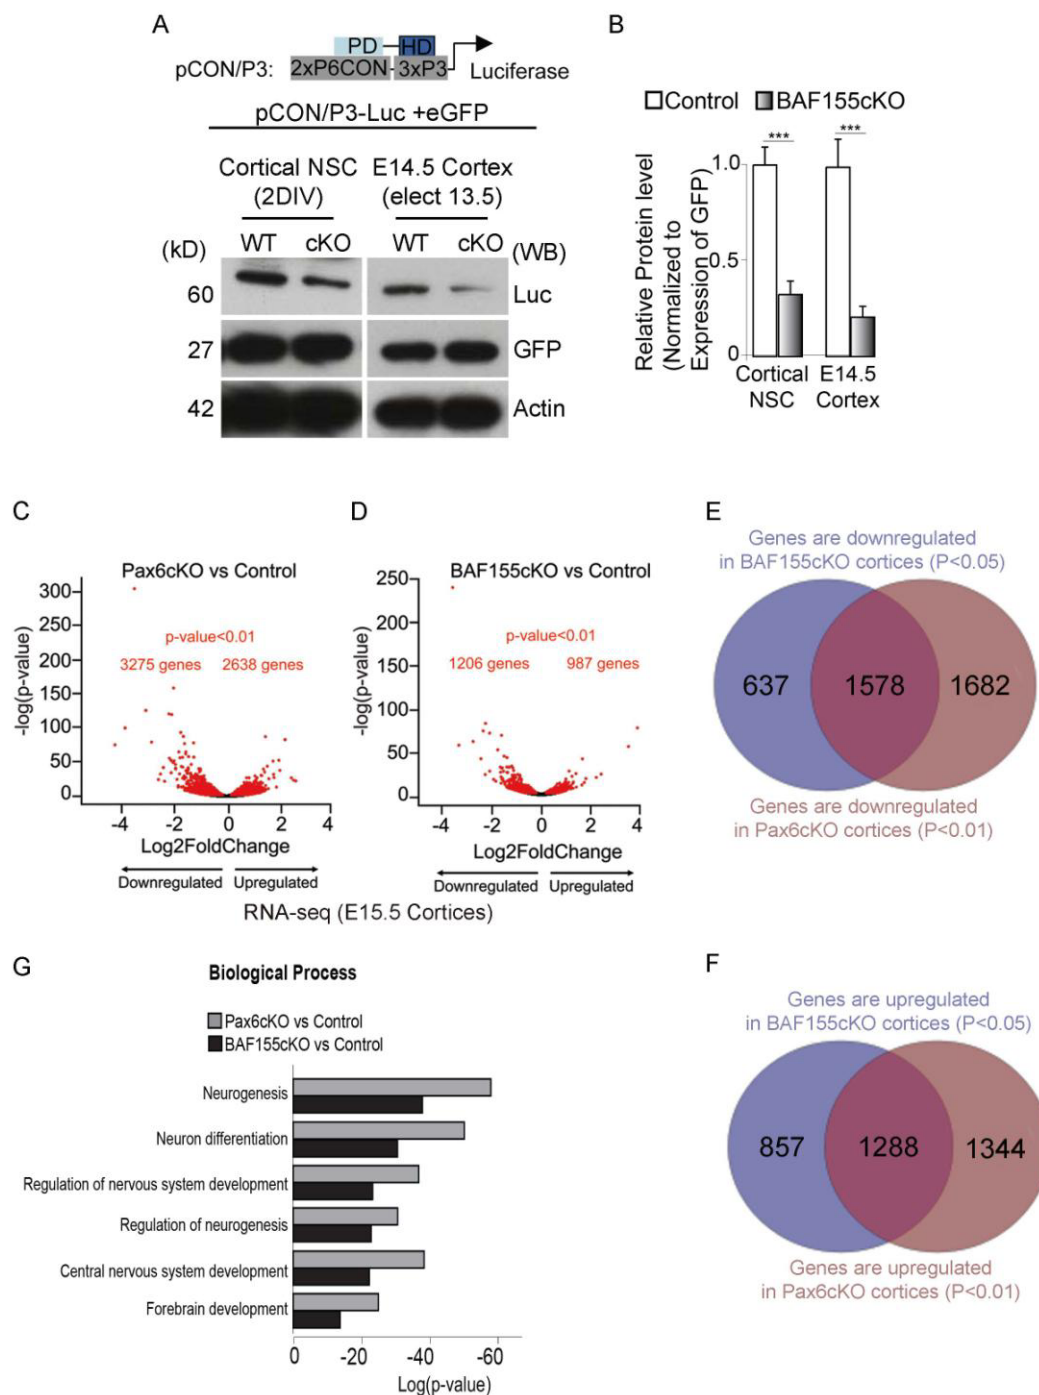 A
PD
HD
pCON/P3:
2xP6CON
3xP3
Luciferase
pCON/P3-Luc +eGFP
Cortical NSC
(2DIV)
E14.5 Cortex
(elect 13.5)
(kD)
WT
cKO
WT
cKO
(WB)
60
Luc
27
GFP
42
Actin
B
Control
BAF155cKO
***
***
Relative Protein level
(Normalized to
Expression of GFP)
1.0
0.5
0
Cortical
NSC
E14.5
Cortex
C
Pax6cKO vs Control
-log(p-value)
300
250
200
150
100
50
0
p-value<0.01
3275 genes
2638 genes
-4
-2
0
2
4
Log2FoldChange
Downregulated
Upregulated
D
BAF155cKO vs Control
-log(p-value)
250
200
150
100
50
0
p-value<0.01
1206 genes
987 genes
-4
-2
0
2
4
Log2FoldChange
Downregulated
Upregulated
RNA-seq (E15.5 Cortices)
E
Genes are downregulated
in BAF155cKO cortices (P<0.05)
637
1578
1682
Genes are downregulated
in Pax6cKO cortices (P<0.01)
G
Biological Process
Pax6cKO vs Control
BAF155cKO vs Control
Neurogenesis
Neuron differentiation
Regulation of nervous system development
Regulation of neurogenesis
Central nervous system development
Forebrain development
0
-20
-40
-60
Log(p-value)
F
Genes are upregulated
in BAF155cKO cortices (P<0.05)
857
1288
1344
Genes are upregulated
in Pax6cKO cortices (P<0.01)